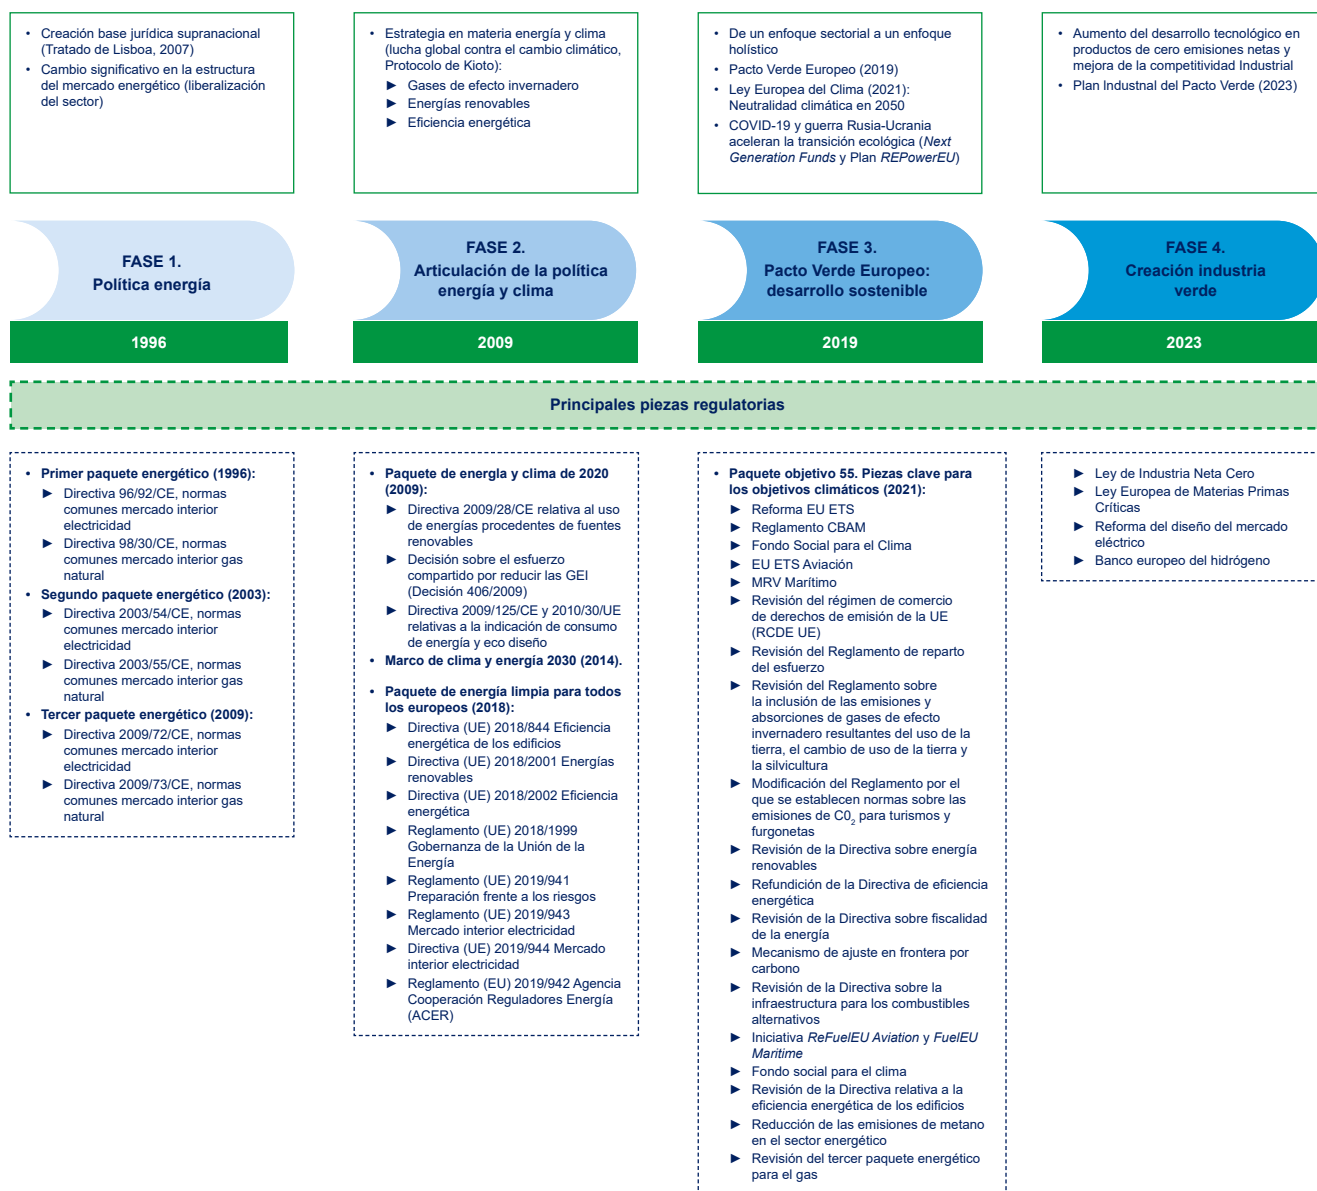 • Creación base jurídica supranacional
(Tratado de Lisboa, 2007)
• Cambio significativo en la estructura
del mercado energético (liberalización
del sector)
• Estrategia en materia energía y clima
(lucha global contra el cambio climático,
Protocolo de Kioto):
► Gases de efecto invernadero
► Energías renovables
► Eficiencia energética
• De un enfoque sectorial a un enfoque
holístico
• Pacto Verde Europeo (2019)
• Ley Europea del Clima (2021):
Neutralidad climática en 2050
• COVID-19 y guerra Rusia-Ucrania
aceleran la transición ecológica (Next
Generation Funds y Plan REPowerEU)
• Aumento del desarrollo tecnológico en
productos de cero emisiones netas y
mejora de la competitividad Industrial
• Plan Industnal del Pacto Verde (2023)
FASE 1.
Política energía
FASE 2.
Articulación de la política
energía y clima
FASE 3.
Pacto Verde Europeo:
desarrollo sostenible
FASE 4.
Creación industria
verde
1996
2009
2019
2023
Principales piezas regulatorias
• Primer paquete energético (1996):
► Directiva 96/92/CE, normas
comunes mercado interior
electricidad
► Directiva 98/30/CE, normas
comunes mercado interior gas
natural
• Segundo paquete energético (2003):
► Directiva 2003/54/CE, normas
comunes mercado interior
electricidad
► Directiva 2003/55/CE, normas
comunes mercado interior gas
natural
• Tercer paquete energético (2009):
► Directiva 2009/72/CE, normas
comunes mercado interior
electricidad
► Directiva 2009/73/CE, normas
comunes mercado interior gas
natural
• Paquete de energla y clima de 2020
(2009):
► Directiva 2009/28/CE relativa al uso
de energías procedentes de fuentes
renovables
► Decisión sobre el esfuerzo
compartido por reducir las GEI
(Decisión 406/2009)
► Directiva 2009/125/CE y 2010/30/UE
relativas a la indicación de consumo
de energía y eco diseño
• Marco de clima y energía 2030 (2014).
• Paquete de energía limpia para todos
los europeos (2018):
► Directiva (UE) 2018/844 Eficiencia
energética de los edificios
► Directiva (UE) 2018/2001 Energías
renovables
► Directiva (UE) 2018/2002 Eficiencia
energética
► Reglamento (UE) 2018/1999
Gobernanza de la Unión de la
Energía
► Reglamento (UE) 2019/941
Preparación frente a los riesgos
► Reglamento (UE) 2019/943
Mercado interior electricidad
► Directiva (UE) 2019/944 Mercado
interior electricidad
► Reglamento (EU) 2019/942 Agencia
Cooperación Reguladores Energía
(ACER)
• Paquete objetivo 55. Piezas clave para
los objetivos climáticos (2021):
► Reforma EU ETS
► Reglamento CBAM
► Fondo Social para el Clima
► EU ETS Aviación
► MRV Marítimo
► Revisión del régimen de comercio
de derechos de emisión de la UE
(RCDE UE)
► Revisión del Reglamento de reparto
del esfuerzo
► Revisión del Reglamento sobre
la inclusión de las emisiones y
absorciones de gases de efecto
invernadero resultantes del uso de la
tierra, el cambio de uso de la tierra y
la silvicultura
► Modificación del Reglamento por el
que se establecen normas sobre las
emisiones de C0₂ para turismos y
furgonetas
► Revisión de la Directiva sobre energía
renovables
► Refundición de la Directiva de eficiencia
energética
► Revisión de la Directiva sobre fiscalidad
de la energía
► Mecanismo de ajuste en frontera por
carbono
► Revisión de la Directiva sobre la
infraestructura para los combustibles
alternativos
► Iniciativa ReFuelEU Aviation y FuelEU
Maritime
► Fondo social para el clima
► Revisión de la Directiva relativa a la
eficiencia energética de los edificios
► Reducción de las emisiones de metano
en el sector energético
► Revisión del tercer paquete energético
para el gas
► Ley de Industria Neta Cero
► Ley Europea de Materias Primas
Críticas
► Reforma del diseño del mercado
eléctrico
► Banco europeo del hidrógeno